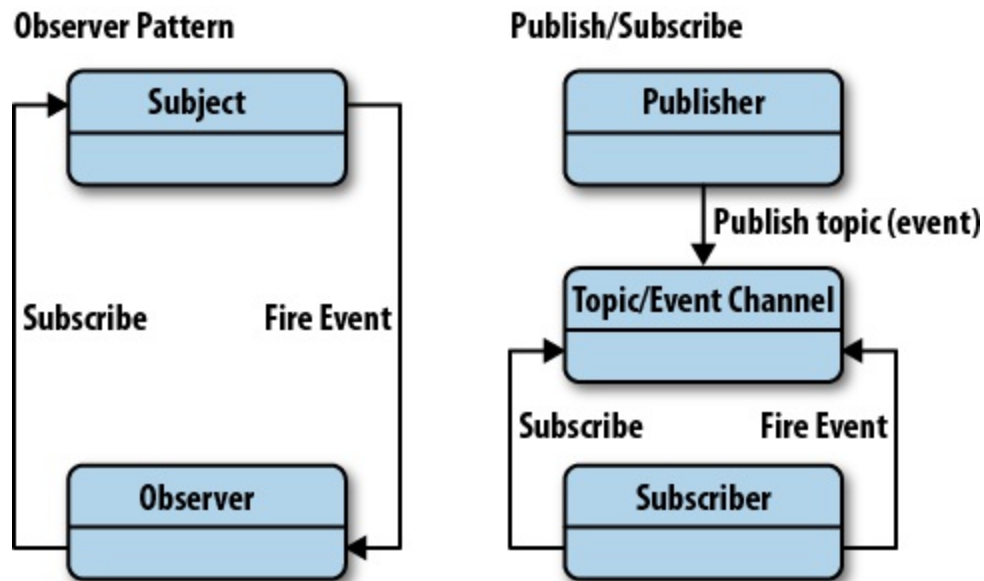 Observer Pattern
Subject
Subscribe
Fire Event
Observer
Publish/Subscribe
Publisher
Publish topic (event)
Topic/Event Channel
Subscribe
Fire Event
Subscriber